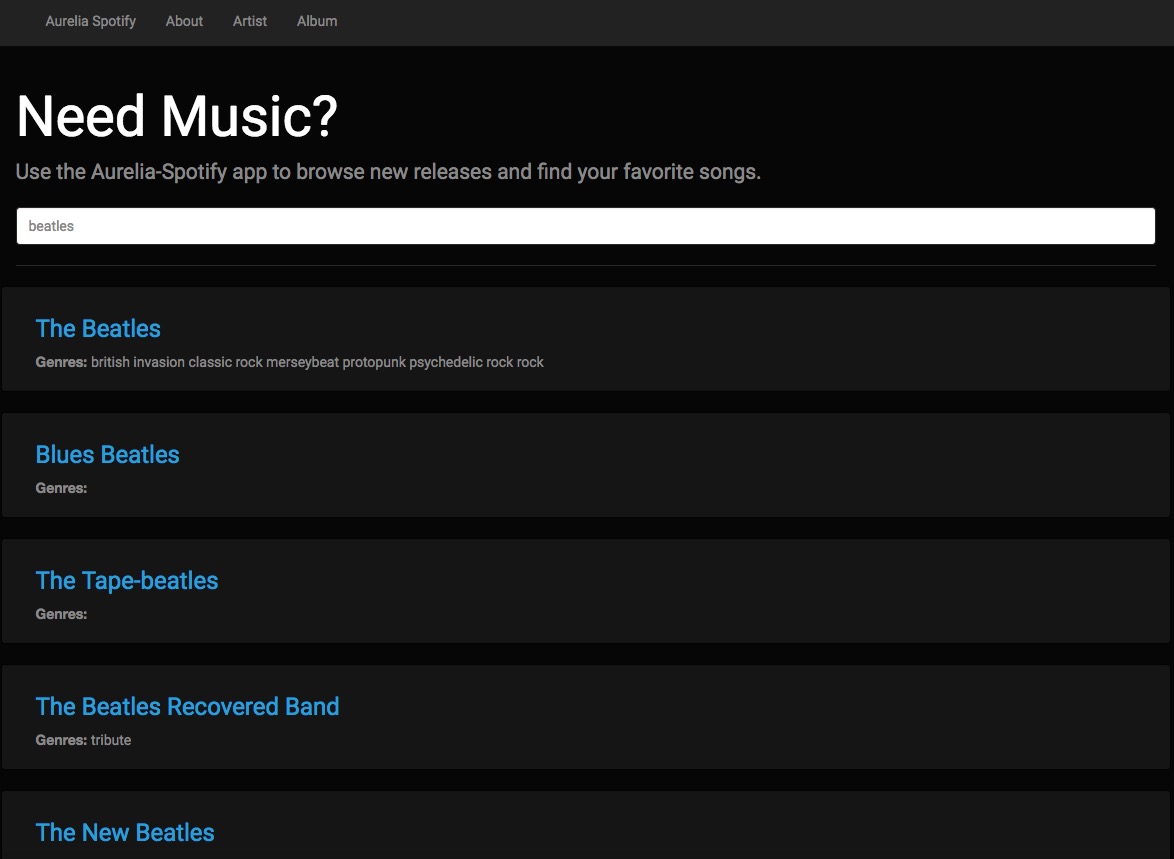 Aurelia Spotify About Artist Album
Need Music?
Use the Aurelia-Spotify app to browse new releases and find your favorite songs.
beatles
The Beatles
Genres: british invasion classic rock merseybeat protopunk psychedelic rock rock
Blues Beatles
Genres:
The Tape-beatles
Genres:
The Beatles Recovered Band
Genres: tribute
The New Beatles